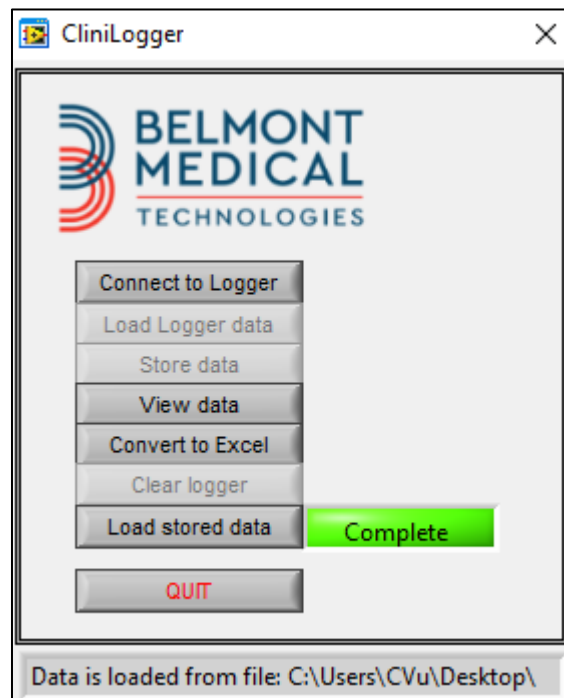 CliniLogger
BELMONT
MEDICAL
TECHNOLOGIES
Connect to Logger
Load Logger data
Store data
View data
Convert to Excel
Clear logger
Load stored data
Complete
QUIT
Data is loaded from file: C:\Users\CVu\Desktop\